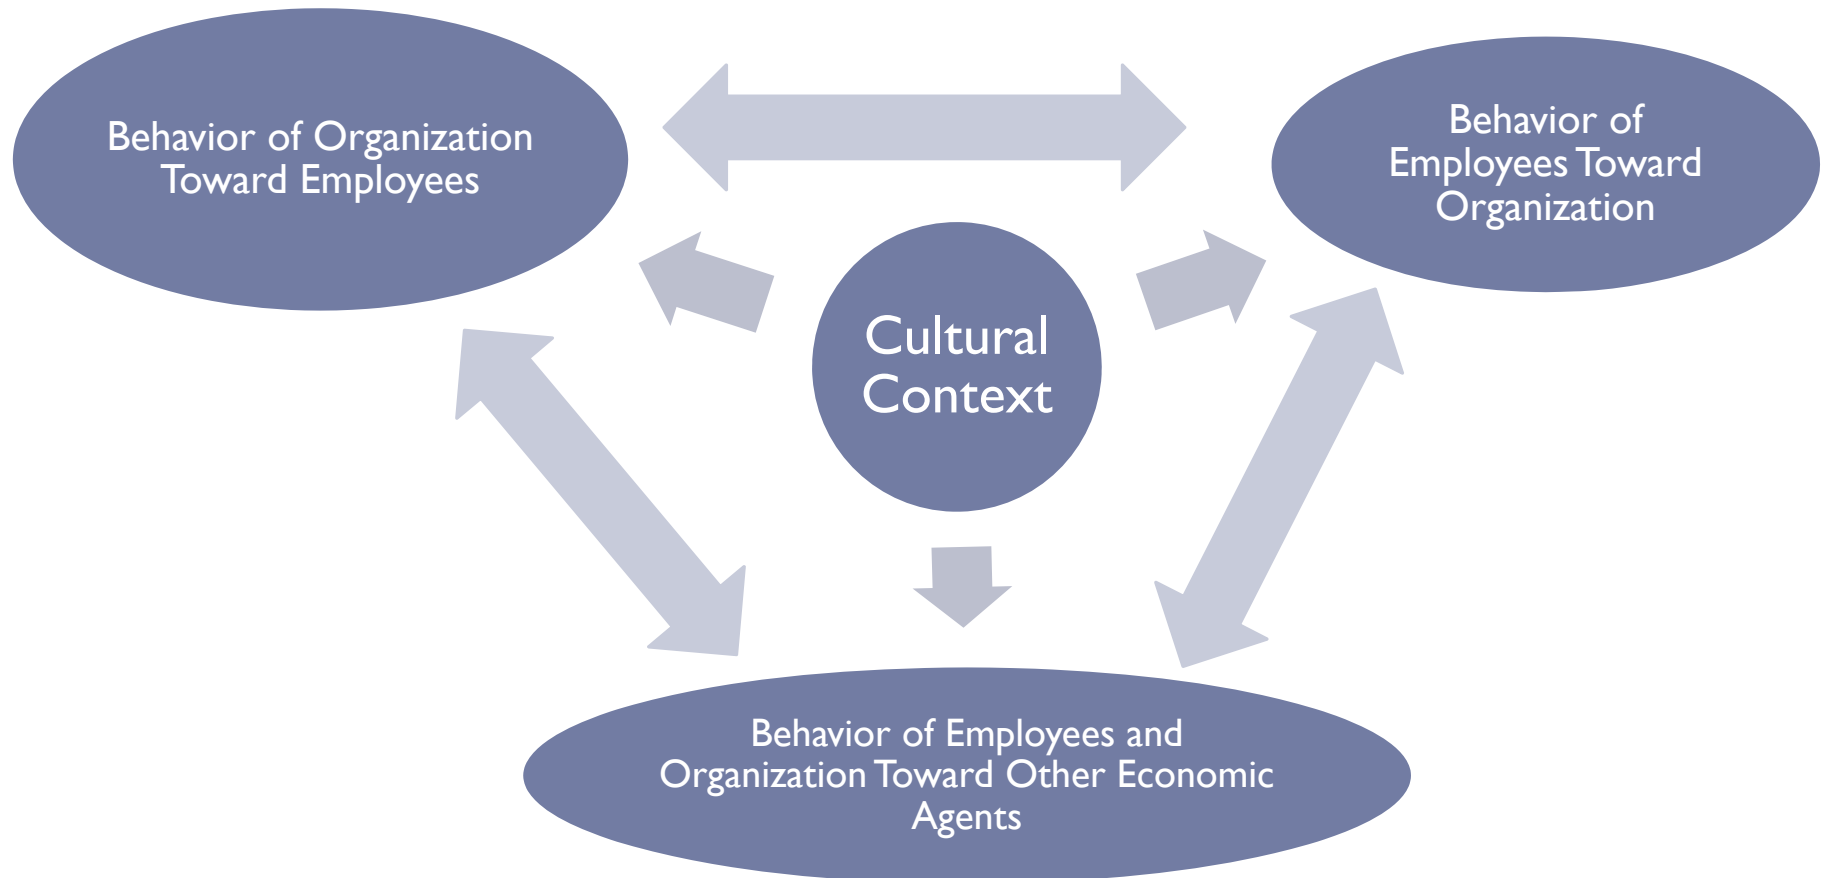 Behavior of Organization
Toward Employees
Behavior of
Employees Toward
Organization
Cultural
Context
Behavior of Employees and
Organization Toward Other Economic
Agents